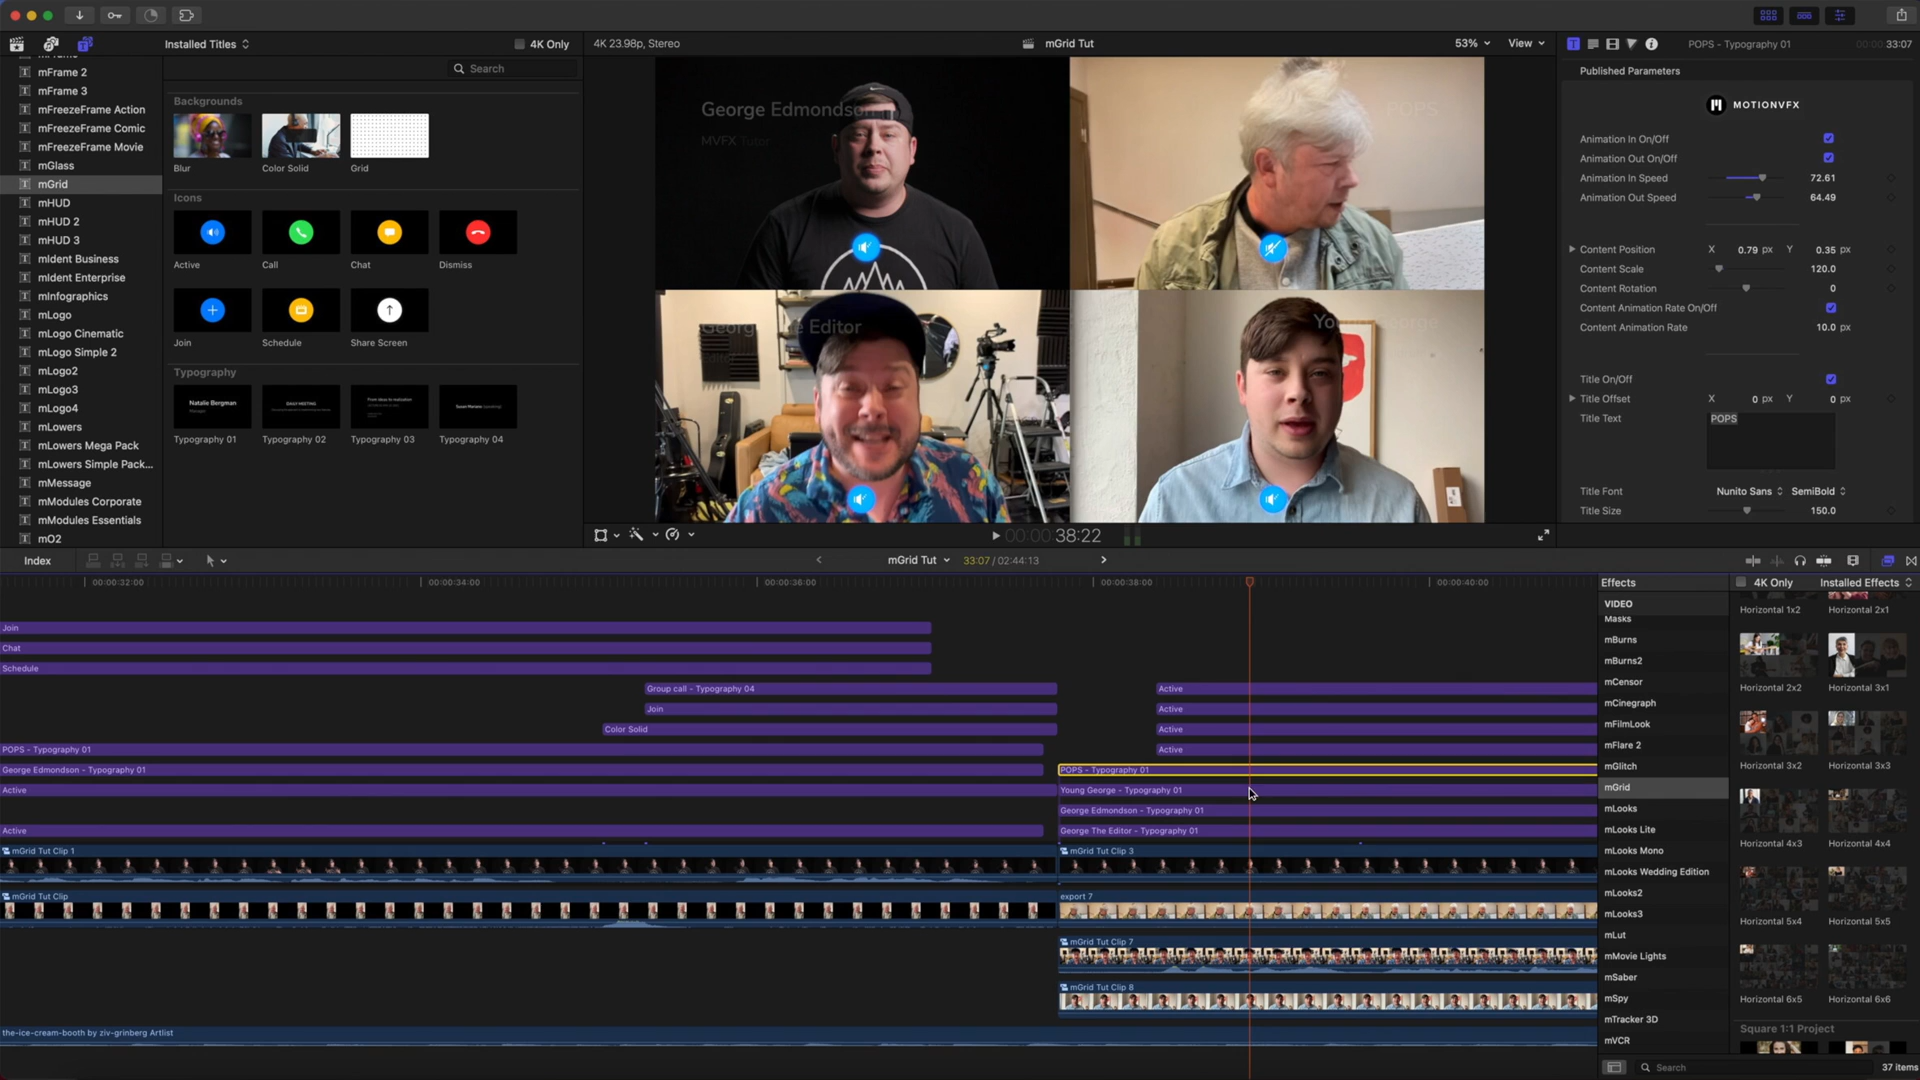 Installed Titles
4K Only
4K 23.98p, Stereo
mGrid Tut
53%
View
POPS - Typography 01
00:00:33:07
mFrame 2
mFrame 3
mFreezeFrame Action
mFreezeFrame Comic
mFreezeFrame Movie
mGlass
mGrid
mHUD
mHUD 2
mHUD 3
mIdent Business
mIdent Enterprise
mInfographics
mLogo
mLogo Cinematic
mLogo Simple 2
mLogo2
mLogo3
mLogo4
mLowers
mLowers Mega Pack
mLowers Simple Pack...
mMessage
mModules Corporate
mModules Essentials
mO2
Search
Backgrounds
Blur
Color Solid
Grid
Icons
Active
Call
Chat
Dismiss
Join
Schedule
Share Screen
Typography
Natalie Bergman
Manager
DAILY MEETING
From ideas to realization
Typography 01
Typography 02
Typography 03
Typography 04
George Edmondson
MVFX Tutor
POPS
Editor
Published Parameters
MOTIONVFX
Animation In On/Off
Animation Out On/Off
Animation In Speed 72.61
Animation Out Speed 64.49
Content Position X 0.79 px Y 0.35 px
Content Scale 120.0
Content Rotation 0
Content Animation Rate On/Off
Content Animation Rate 10.0 px
Title On/Off
Title Offset X 0 px Y 0 px
Title Text POPS
Title Font Nunito Sans SemiBold
Title Size 150.0
00:00:38:22
Index
mGrid Tut
33:07 / 02:44:13
00:00:32:00
00:00:34:00
00:00:36:00
00:00:38:00
00:00:40:00
Join
Chat
Schedule
Group call - Typography 04
Active
Join
Active
Color Solid
Active
POPS - Typography 01
Active
George Edmondson - Typography 01
POPS - Typography 01
Active
Young George - Typography 01
George Edmondson - Typography 01
Active
George The Editor - Typography 01
mGrid Tut Clip 1
mGrid Tut Clip 3
mGrid Tut Clip
export 7
mGrid Tut Clip 7
mGrid Tut Clip 8
the-ice-cream-booth by ziv-grinberg Artlist
Effects
4K Only
Installed Effects
VIDEO
Masks
mBurns
mBurns2
mCensor
mCinegraph
mFilmLook
mFlare 2
mGlitch
mGrid
mLooks
mLooks Lite
mLooks Mono
mLooks Wedding Edition
mLooks2
mLooks3
mLut
mMovie Lights
mSaber
mSpy
mTracker 3D
mVCR
Horizontal 1x2
Horizontal 2x1
Horizontal 2x2
Horizontal 3x1
Horizontal 3x2
Horizontal 3x3
Horizontal 4x3
Horizontal 4x4
Horizontal 5x4
Horizontal 5x5
Horizontal 6x5
Horizontal 6x6
Square 1:1 Project
Search
37 items